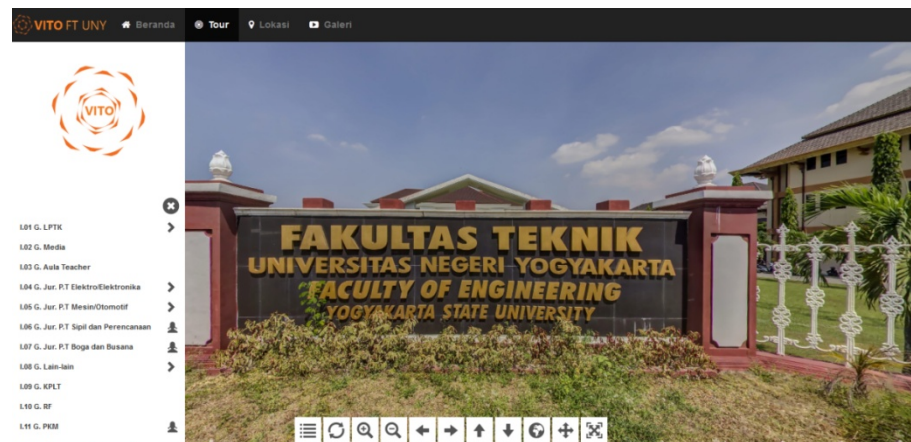 VITO FT UNY
Beranda
Tour
Lokasi
Galeri
VITO
I.01 G. LPTK
I.02 G. Media
I.03 G. Aula Teacher
I.04 G. Jur. P.T Elektro/Elektronika
I.05 G. Jur. P.T Mesin/Otomotif
I.06 G. Jur. P.T Sipil dan Perencanaan
I.07 G. Jur. P.T Boga dan Busana
I.08 G. Lain-lain
I.09 G. KPLT
I.10 G. RF
I.11 G. PKM
FAKULTAS TEKNIK
UNIVERSITAS NEGERI YOGYAKARTA
FACULTY OF ENGINEERING
YOGYAKARTA STATE UNIVERSITY